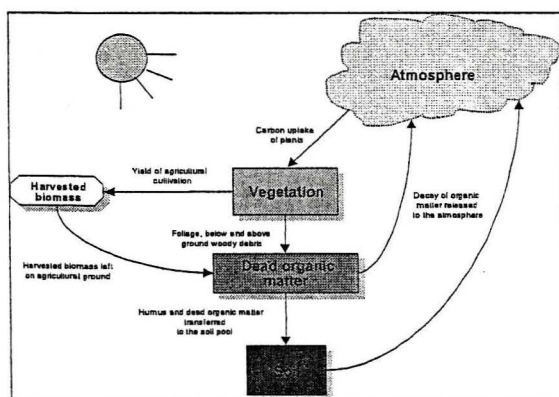 Atmosphere
Carbon uptake
of plants
Yield of agricultural
cultivation
Harvested
biomass
Vegetation
Decay of organic
matter released
to the atmosphere
Foliage, below and above
ground woody debris
Harvested biomass left
on agricultural ground
Dead organic
matter
Humus and dead organic matter
transferred
to the soil pool